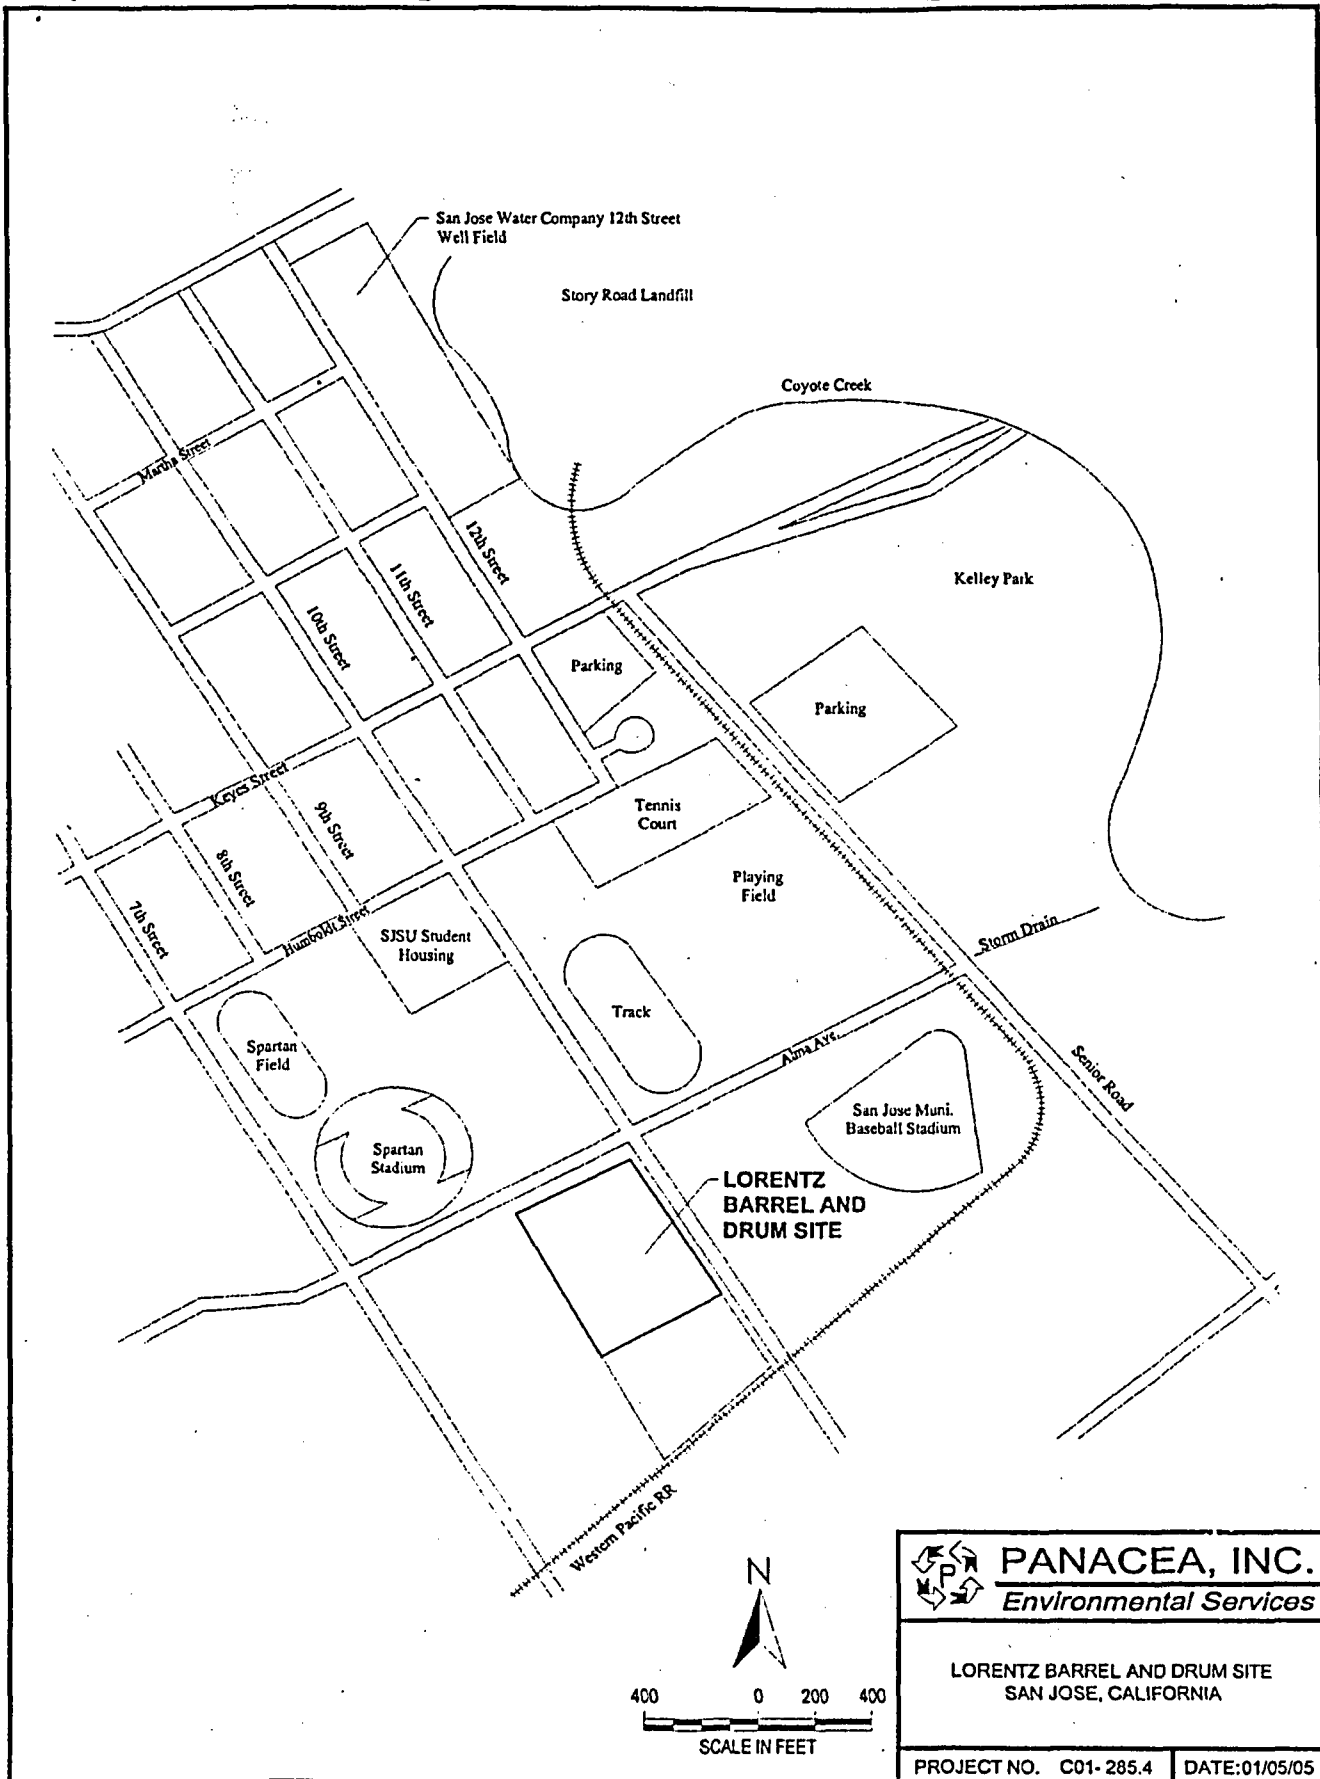 San Jose Water Company 12th Street
Well Field
Story Road Landfill
Coyote Creek
Martha Street
12th Street
11th Street
10th Street
Kelley Park
Parking
Parking
Keyes Street
9th Street
Tennis
Court
8th Street
Playing
Field
7th Street
Humboldt Street
SJSU Student
Housing
Storm Drain
Track
Spartan
Field
Alma Ave.
Senior Road
San Jose Muni.
Baseball Stadium
Spartan
Stadium
LORENTZ
BARREL AND
DRUM SITE
Western Pacific RR
N
400 0 200 400
SCALE IN FEET
P
PANACEA, INC.
Environmental Services
LORENTZ BARREL AND DRUM SITE
SAN JOSE, CALIFORNIA
PROJECT NO. C01-285.4
DATE:01/05/05